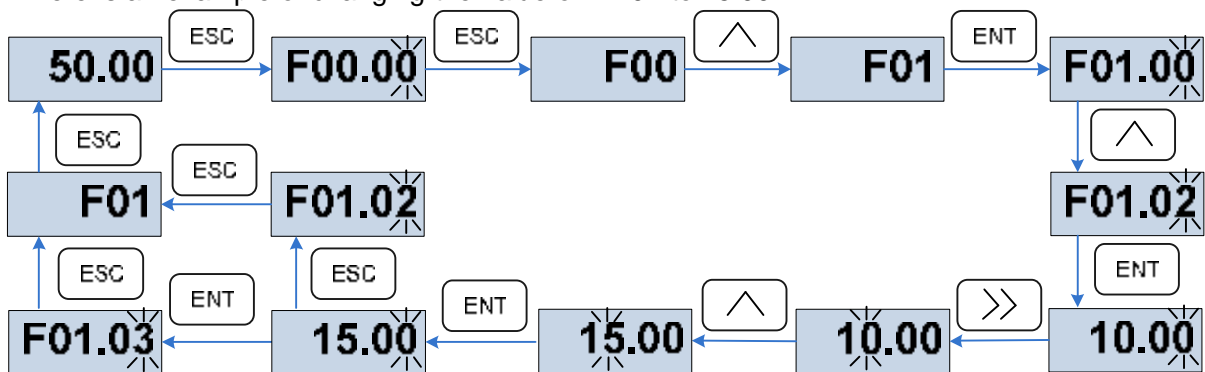 ESC ESC ENT
50.00 F00.00 F00 F01 F01.00
ESC
ESC
F01 F01.02 F01.02
ESC ESC ENT
ENT ENT
F01.03 15.00 15.00 10.00 10.00